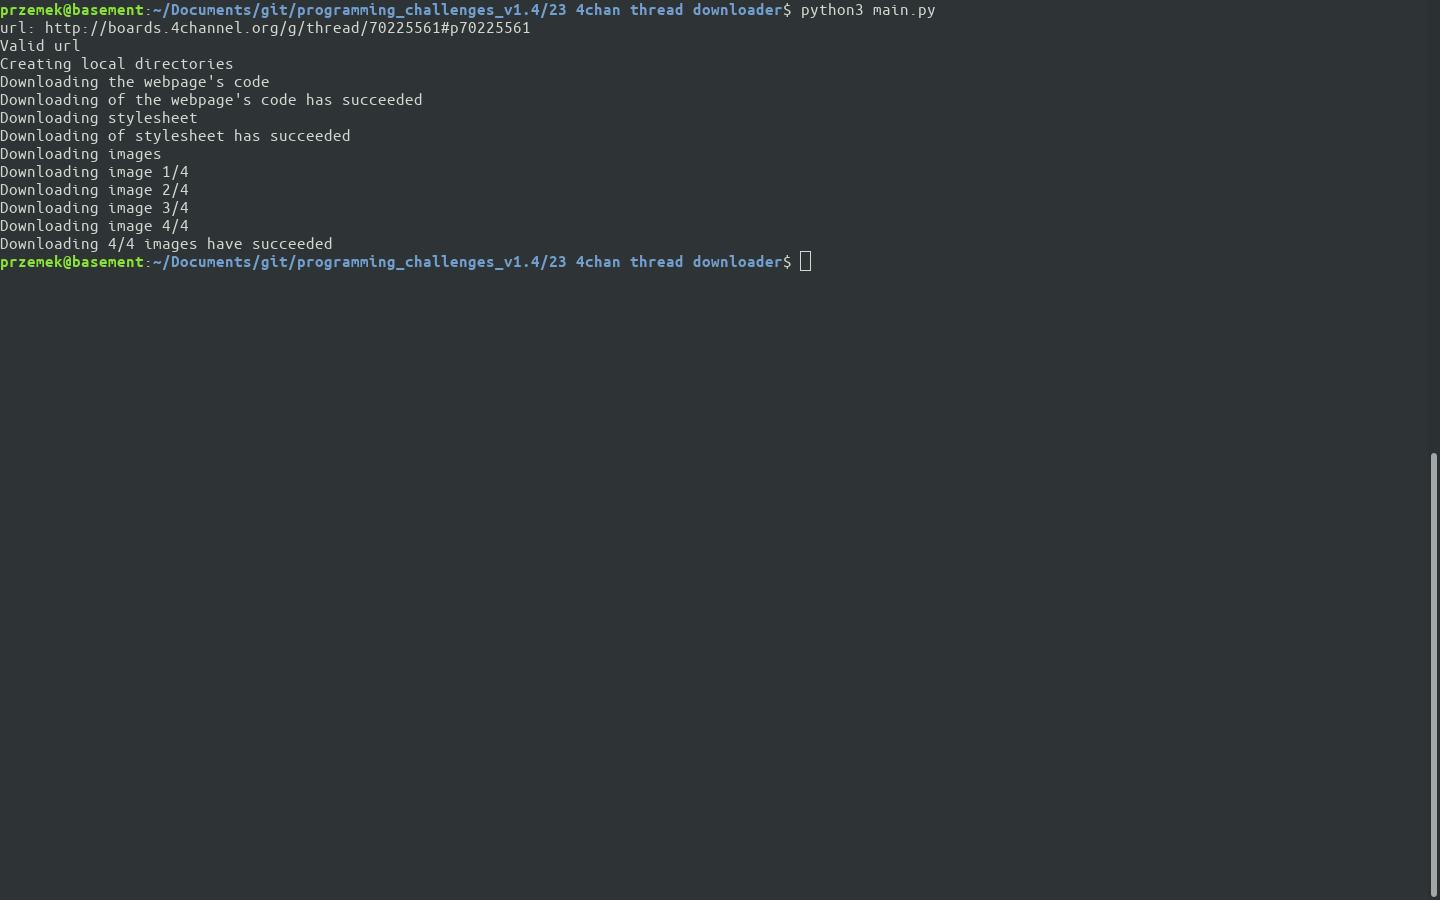 przemek@basement:~/Documents/git/programming_challenges_v1.4/23 4chan thread downloader$ python3 main.py
url: http://boards.4channel.org/g/thread/70225561#p70225561
Valid url
Creating local directories
Downloading the webpage's code
Downloading of the webpage's code has succeeded
Downloading stylesheet
Downloading of stylesheet has succeeded
Downloading images
Downloading image 1/4
Downloading image 2/4
Downloading image 3/4
Downloading image 4/4
Downloading 4/4 images have succeeded
przemek@basement:~/Documents/git/programming_challenges_v1.4/23 4chan thread downloader$